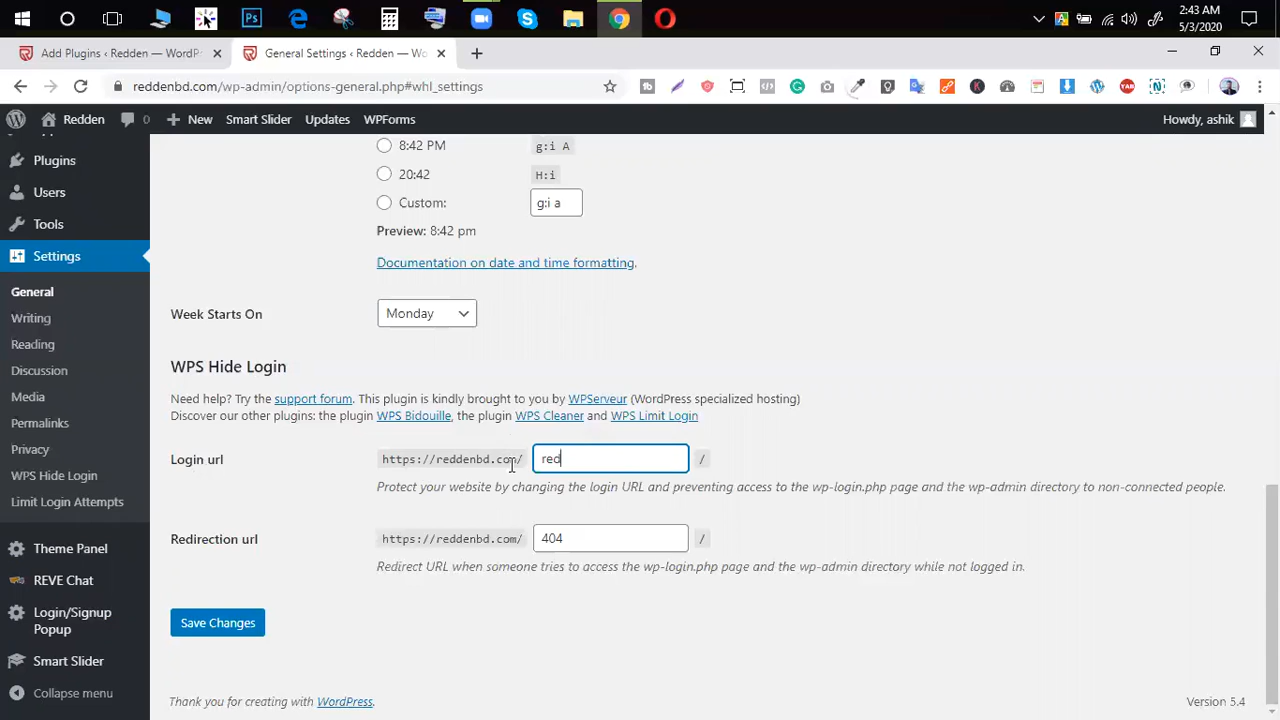 2:43 AM
5/3/2020
Add Plugins ‹ Redden — WordP
General Settings ‹ Redden — Wo
reddenbd.com/wp-admin/options-general.php#whl_settings
Redden
0
New
Smart Slider
Updates
WPForms
Howdy, ashik
Plugins
Users
Tools
Settings
General
Writing
Reading
Discussion
Media
Permalinks
Privacy
WPS Hide Login
Limit Login Attempts
Theme Panel
REVE Chat
Login/Signup
Popup
Smart Slider
Collapse menu
8:42 PM g:i A
20:42 H:i
Custom: g:i a
Preview: 8:42 pm
Documentation on date and time formatting.
Week Starts On Monday
WPS Hide Login
Need help? Try the support forum. This plugin is kindly brought to you by WPServeur (WordPress specialized hosting)
Discover our other plugins: the plugin WPS Bidouille, the plugin WPS Cleaner and WPS Limit Login
Login url https://reddenbd.com/ red /
Protect your website by changing the login URL and preventing access to the wp-login.php page and the wp-admin directory to non-connected people.
Redirection url https://reddenbd.com/ 404 /
Redirect URL when someone tries to access the wp-login.php page and the wp-admin directory while not logged in.
Save Changes
Thank you for creating with WordPress.
Version 5.4